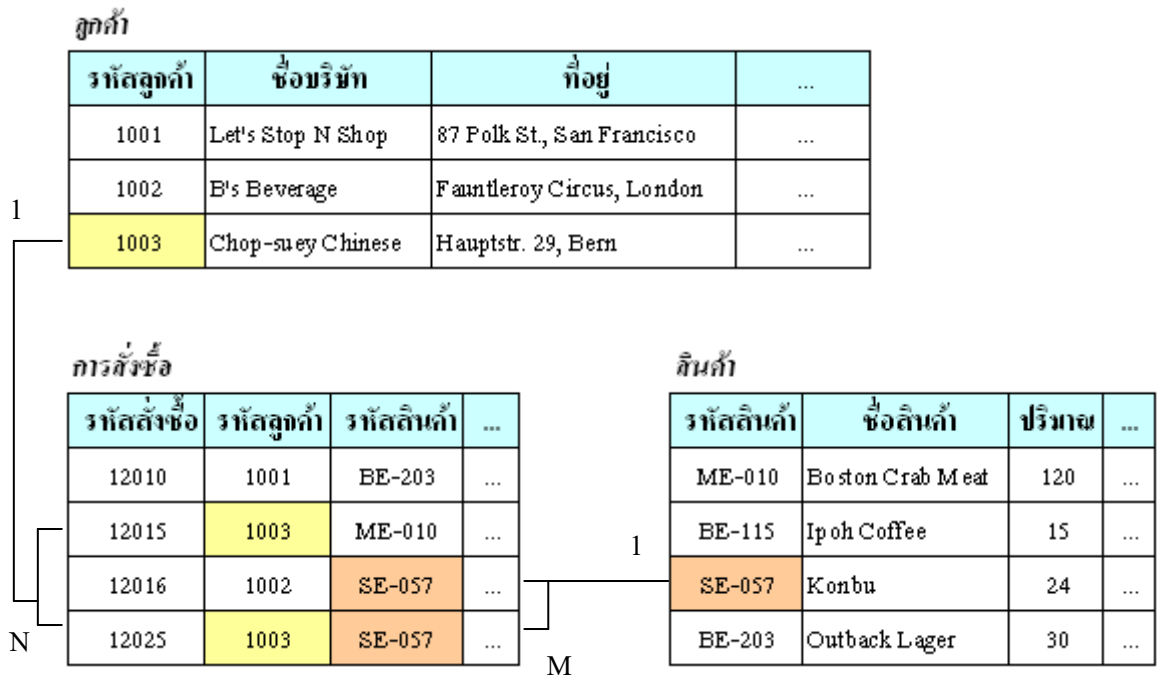 ลูกค้า
รหัสลูกค้า ชื่อบริษัท ที่อยู่ ...
1001 Let's Stop N Shop 87 Polk St., San Francisco ...
1002 B's Beverage Fauntleroy Circus, London ...
1
1003 Chop-suey Chinese Hauptstr. 29, Bern ...
การสั่งซื้อ
รหัสสั่งซื้อ รหัสลูกค้า รหัสสินค้า ...
12010 1001 BE-203 ...
12015 1003 ME-010 ...
12016 1002 SE-057 ...
12025 1003 SE-057 ...
N
M
สินค้า
รหัสสินค้า ชื่อสินค้า ปริมาณ ...
ME-010 Boston Crab Meat 120 ...
BE-115 Ipoh Coffee 15 ...
1
SE-057 Konbu 24 ...
BE-203 Outback Lager 30 ...